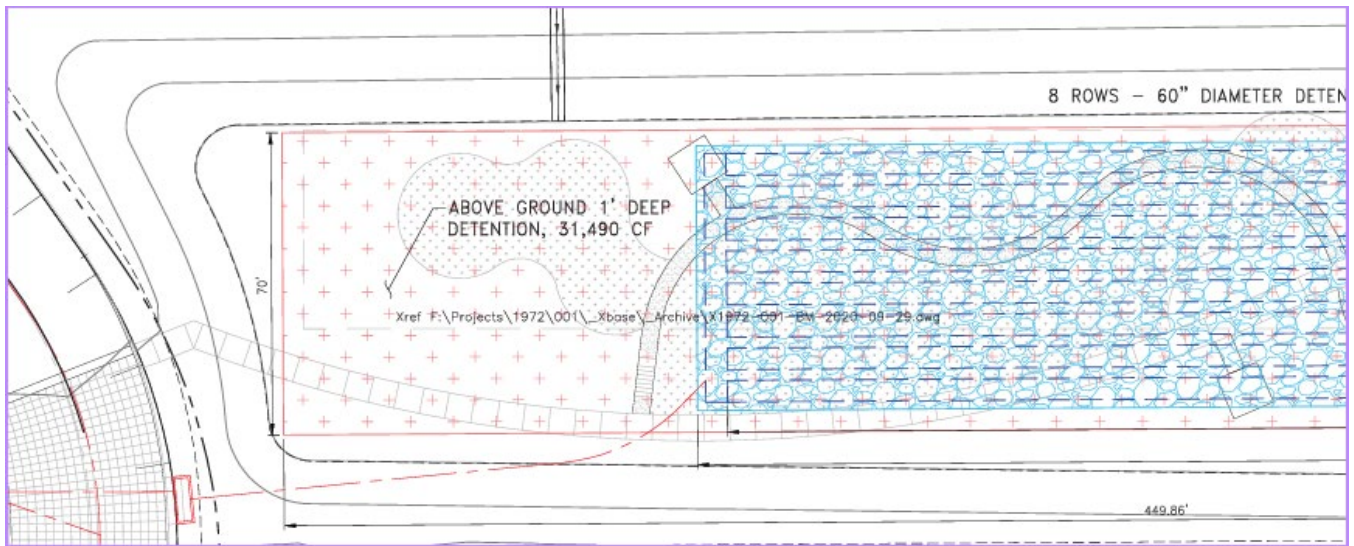 8 ROWS - 60" DIAMETER DETEN
ABOVE GROUND 1' DEEP
DETENTION, 31,490 CF
70'
Xref F:\Projects\1972\001\_Xbase\_Archive\X1972-001-BM-2020-09-29.dwg
449.86'